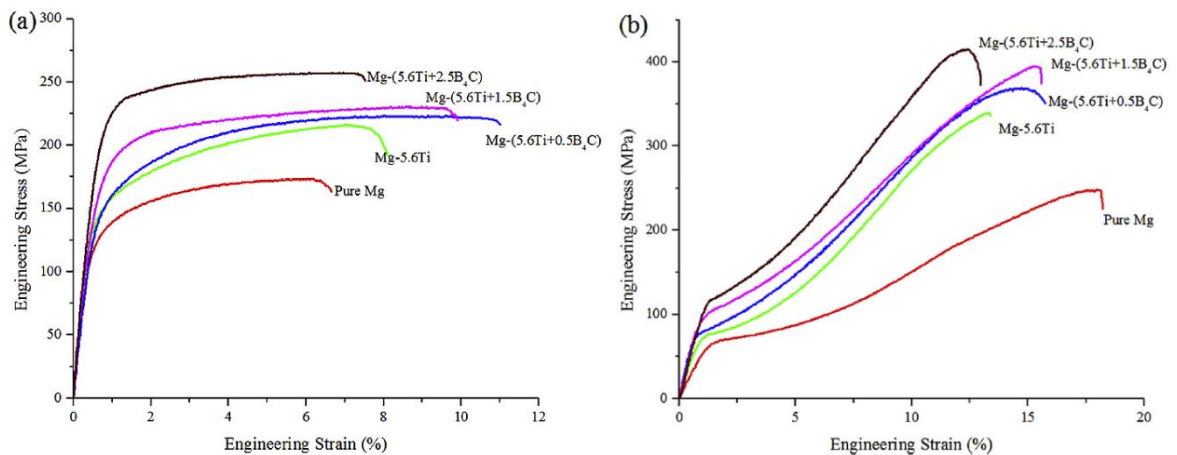 (a)
300
250
200
150
100
50
0
Engineering Stress (MPa)
0 2 4 6 8 10 12
Engineering Strain (%)
Mg-(5.6Ti+2.5B₄C)
Mg-(5.6Ti+1.5B₄C)
Mg-(5.6Ti+0.5B₄C)
Mg-5.6Ti
Pure Mg
(b)
400
300
200
100
0
Engineering Stress (MPa)
0 5 10 15 20
Engineering Strain (%)
Mg-(5.6Ti+2.5B₄C)
Mg-(5.6Ti+1.5B₄C)
Mg-(5.6Ti+0.5B₄C)
Mg-5.6Ti
Pure Mg